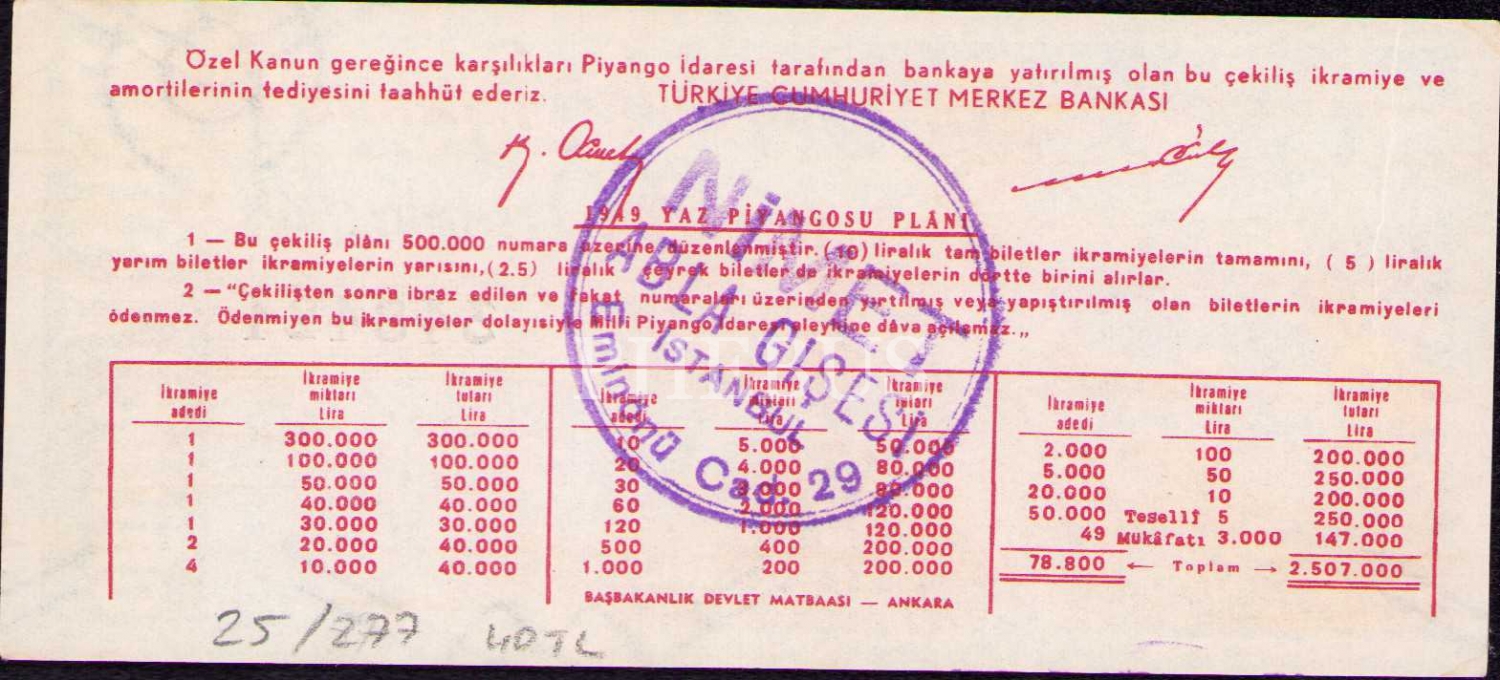 Özel Kanun gereğince karşılıkları Piyango İdaresi tarafından bankaya yatırılmış olan bu çekiliş ikramiye ve
amortilerinin tediyesini taahhüt ederiz. TÜRKİYE CUMHURİYET MERKEZ BANKASI
1949 YAZ PİYANGOSU PLÂNI
1 — Bu çekiliş plânı 500.000 numara üzerine düzenlenmiştir. (10) liralık tam biletler ikramiyelerin tamamını, ( 5 ) liralık
yarım biletler ikramiyelerin yarısını, (2.5) liralık çeyrek biletler de ikramiyelerin dörtte birini alırlar.
2 — “Çekilişten sonra ibraz edilen ve fakat numaraları üzerinden yırtılmış veya yapıştırılmış olan biletlerin ikramiyeleri
ödenmez. Ödenmiyen bu ikramiyeler dolayısiyle Milli Piyango İdaresi aleyhine dâva açılamaz.„
NİMET
ABLA GİŞESİ
İSTANBUL
Eminönü Cad. 29
İkramiye adedi İkramiye miktarı Lira İkramiye tutarı Lira
1 300.000 300.000
1 100.000 100.000
1 50.000 50.000
1 40.000 40.000
1 30.000 30.000
2 20.000 40.000
4 10.000 40.000
İkramiye adedi İkramiye miktarı Lira İkramiye tutarı Lira
10 5.000 50.000
20 4.000 80.000
30 3.000
60 2.000 120.000
120 1.000 120.000
500 400 200.000
1.000 200 200.000
İkramiye adedi İkramiye miktarı Lira İkramiye tutarı Lira
2.000 100 200.000
5.000 50 250.000
20.000 10 200.000
50.000 Tesellî 5 250.000
49 Mükâfatı 3.000 147.000
78.800 ← Toplam → 2.507.000
BAŞBAKANLIK DEVLET MATBAASI — ANKARA
25/277 40TL